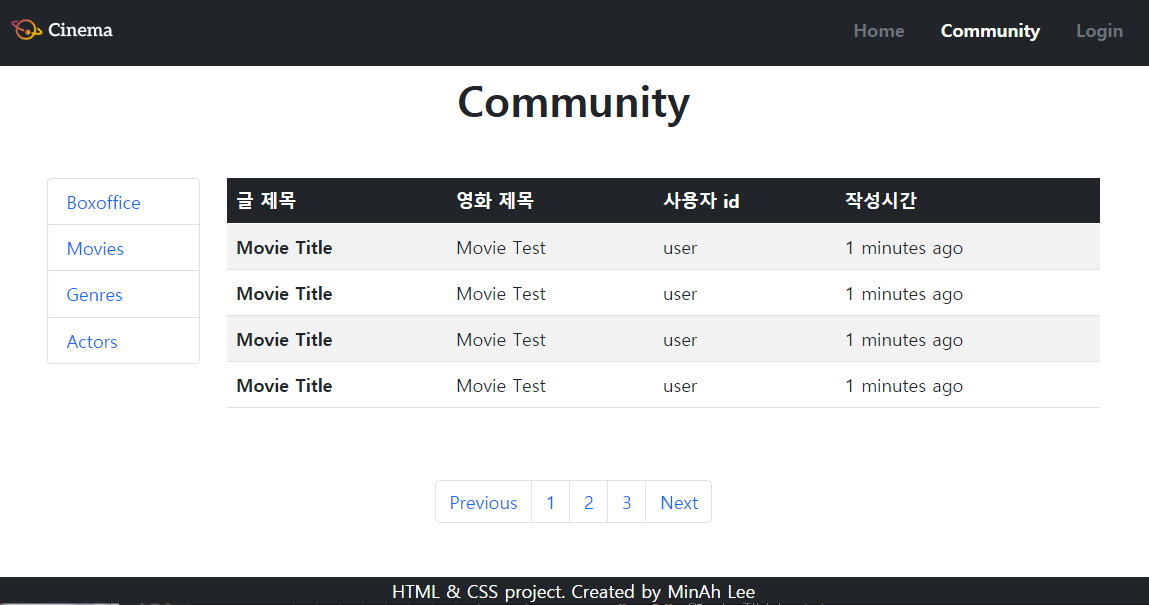 Cinema Home Community Login
Community
Boxoffice
Movies
Genres
Actors
글 제목 영화 제목 사용자 id 작성시간
Movie Title Movie Test user 1 minutes ago
Movie Title Movie Test user 1 minutes ago
Movie Title Movie Test user 1 minutes ago
Movie Title Movie Test user 1 minutes ago
Previous 1 2 3 Next
HTML & CSS project. Created by MinAh Lee